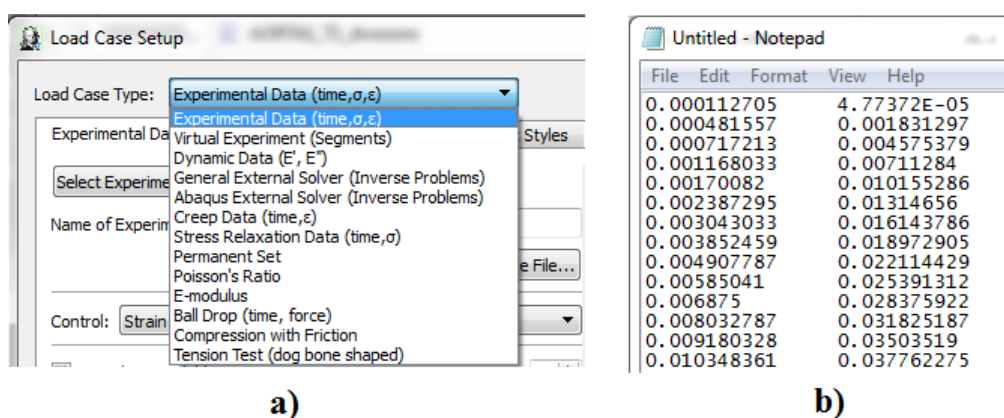 Load Case Setup
Load Case Type: Experimental Data (time,σ,ε)
Experimental Data (time,σ,ε)
Experimental Da
Styles
Virtual Experiment (Segments)
Dynamic Data (E', E")
General External Solver (Inverse Problems)
Select Experime
Abaqus External Solver (Inverse Problems)
Creep Data (time,ε)
Name of Experim
Stress Relaxation Data (time,σ)
Permanent Set
e File...
Poisson's Ratio
E-modulus
Ball Drop (time, force)
Control: Strain
Compression with Friction
Tension Test (dog bone shaped)
a)
Untitled - Notepad
File Edit Format View Help
0.000112705 4.77372E-05
0.000481557 0.001831297
0.000717213 0.004575379
0.001168033 0.00711284
0.00170082 0.010155286
0.002387295 0.01314656
0.003043033 0.016143786
0.003852459 0.018972905
0.004907787 0.022114429
0.00585041 0.025391312
0.006875 0.028375922
0.008032787 0.031825187
0.009180328 0.03503519
0.010348361 0.037762275
b)